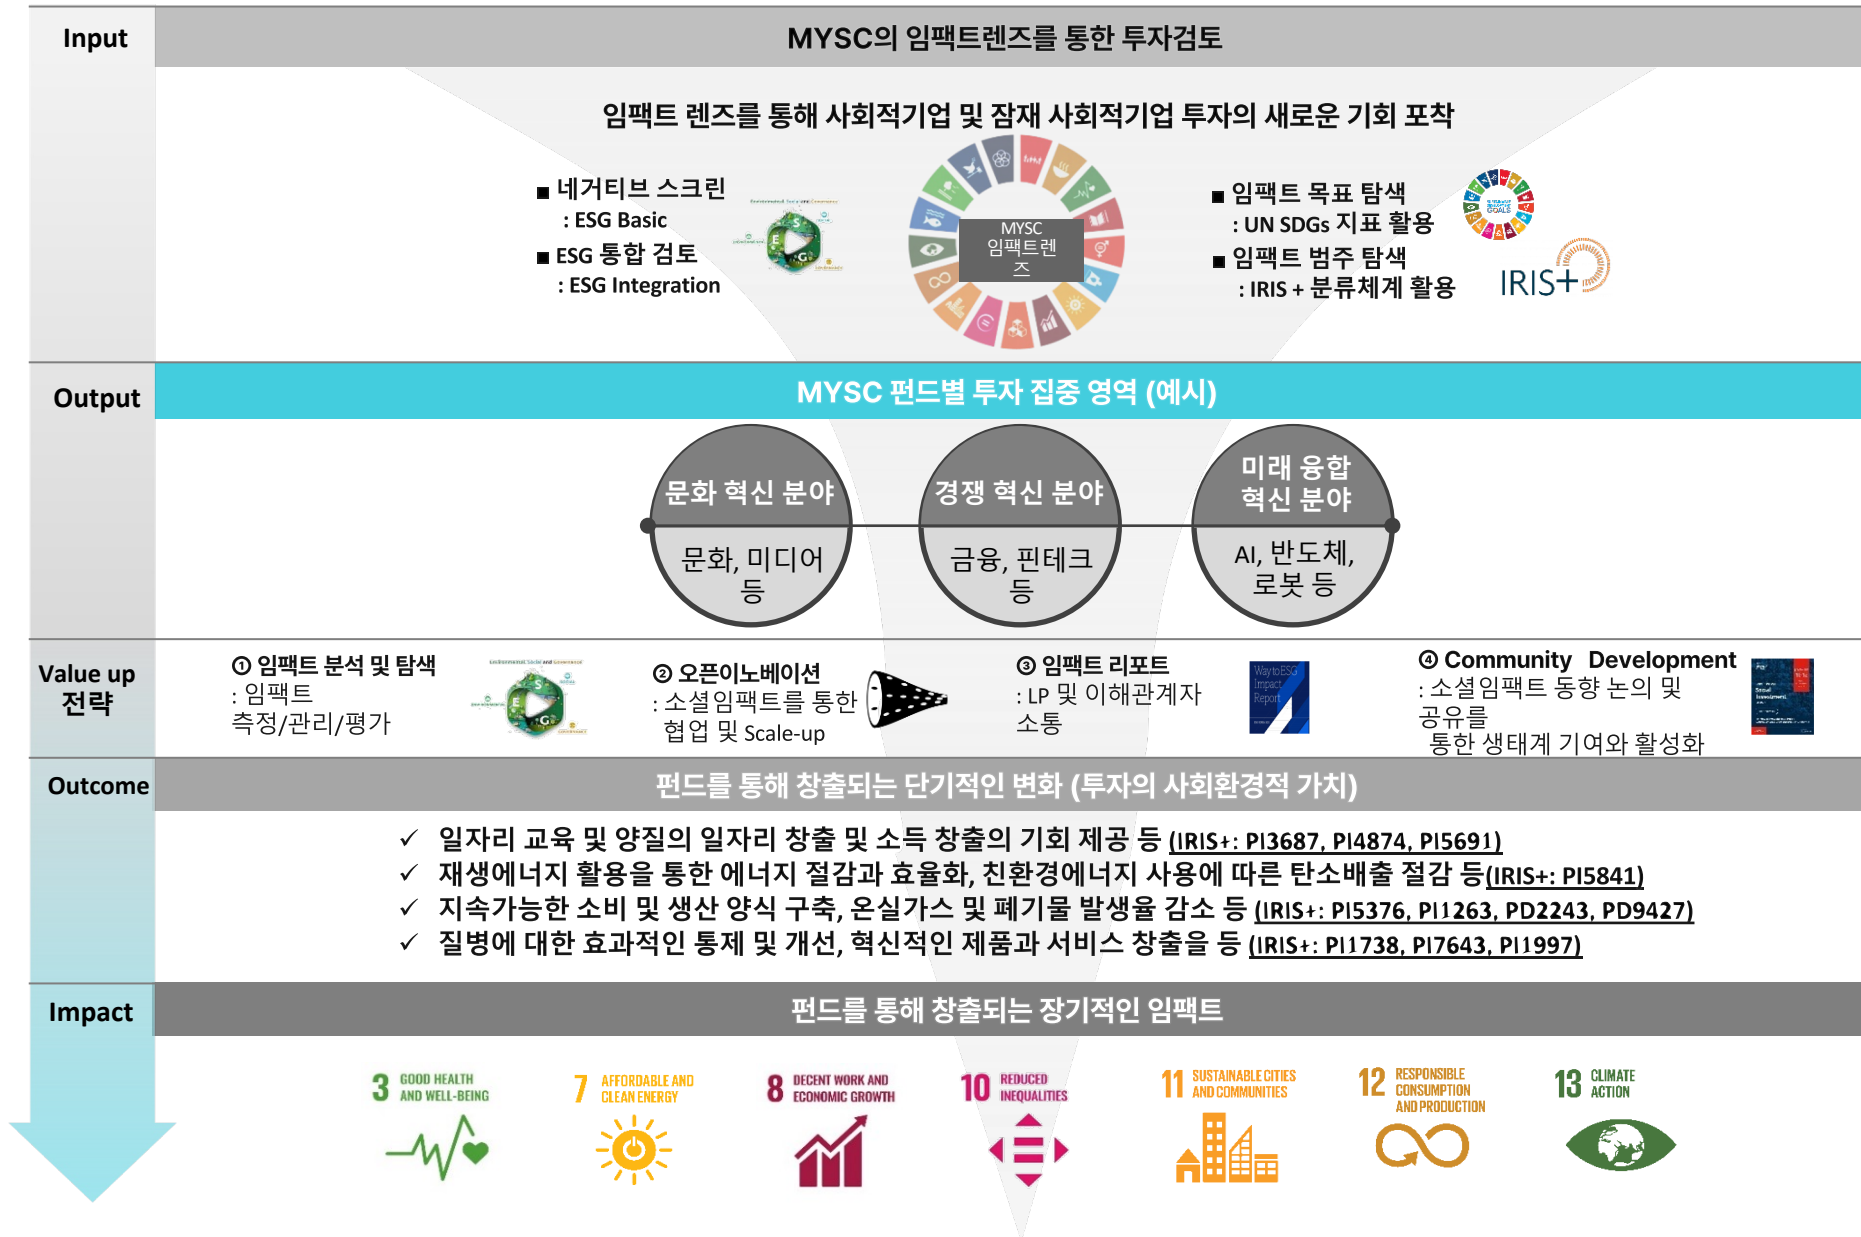 Input
MYSC의 임팩트렌즈를 통한 투자검토
임팩트 렌즈를 통해 사회적기업 및 잠재 사회적기업 투자의 새로운 기회 포착
■ 네거티브 스크린
: ESG Basic
■ ESG 통합 검토
: ESG Integration
MYSC
임팩트렌
즈
■ 임팩트 목표 탐색
: UN SDGs 지표 활용
■ 임팩트 범주 탐색
: IRIS + 분류체계 활용
IRIS+
Output
MYSC 펀드별 투자 집중 영역 (예시)
문화 혁신 분야
문화, 미디어
등
경쟁 혁신 분야
금융, 핀테크
등
미래 융합
혁신 분야
AI, 반도체,
로봇 등
Value up
전략
① 임팩트 분석 및 탐색
: 임팩트
측정/관리/평가
② 오픈이노베이션
: 소셜임팩트를 통한
협업 및 Scale-up
③ 임팩트 리포트
: LP 및 이해관계자
소통
Way to ESG
Impact
Report
④ Community Development
: 소셜임팩트 동향 논의 및
공유를
통한 생태계 기여와 활성화
Outcome
펀드를 통해 창출되는 단기적인 변화 (투자의 사회환경적 가치)
✓ 일자리 교육 및 양질의 일자리 창출 및 소득 창출의 기회 제공 등 (IRIS+: PI3687, PI4874, PI5691)
✓ 재생에너지 활용을 통한 에너지 절감과 효율화, 친환경에너지 사용에 따른 탄소배출 절감 등(IRIS+: PI5841)
✓ 지속가능한 소비 및 생산 양식 구축, 온실가스 및 폐기물 발생율 감소 등 (IRIS+: PI5376, PI1263, PD2243, PD9427)
✓ 질병에 대한 효과적인 통제 및 개선, 혁신적인 제품과 서비스 창출을 등 (IRIS+: PI1738, PI7643, PI1997)
Impact
펀드를 통해 창출되는 장기적인 임팩트
3 GOOD HEALTH
AND WELL-BEING
7 AFFORDABLE AND
CLEAN ENERGY
8 DECENT WORK AND
ECONOMIC GROWTH
10 REDUCED
INEQUALITIES
11 SUSTAINABLE CITIES
AND COMMUNITIES
12 RESPONSIBLE
CONSUMPTION
AND PRODUCTION
13 CLIMATE
ACTION